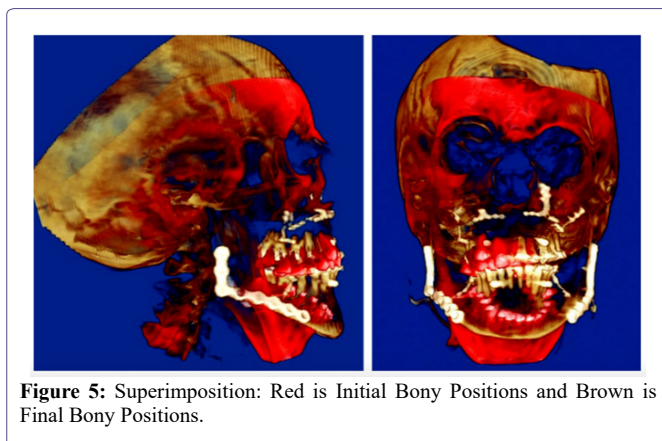 Figure 5: Superimposition: Red is Initial Bony Positions and Brown is
Final Bony Positions.